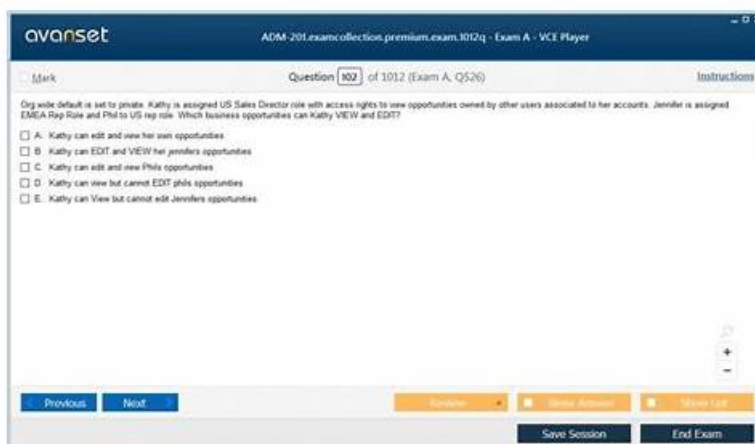 avanset
ADM-201.examcollection.premium.exam.1012q - Exam A - VCE Player
Mark
Question 102 of 1012 (Exam A, Q526)
Instructions
Org wide default is set to private. Kathy is assigned US Sales Director role with access rights to view opportunities owned by other users associated to her accounts. Jennifer is assigned
EMEA Rep Role and Phil to US rep role. Which business opportunities can Kathy VIEW and EDIT?
A. Kathy can edit and view her own opportunities
B. Kathy can EDIT and VIEW her jennifers opportunities
C. Kathy can edit and view Phils opportunities
D. Kathy can view but cannot EDIT phils opportunities
E. Kathy can View but cannot edit Jennifers opportunities
+
-
Previous
Next
Review
Show Answer
Show List
Save Session
End Exam